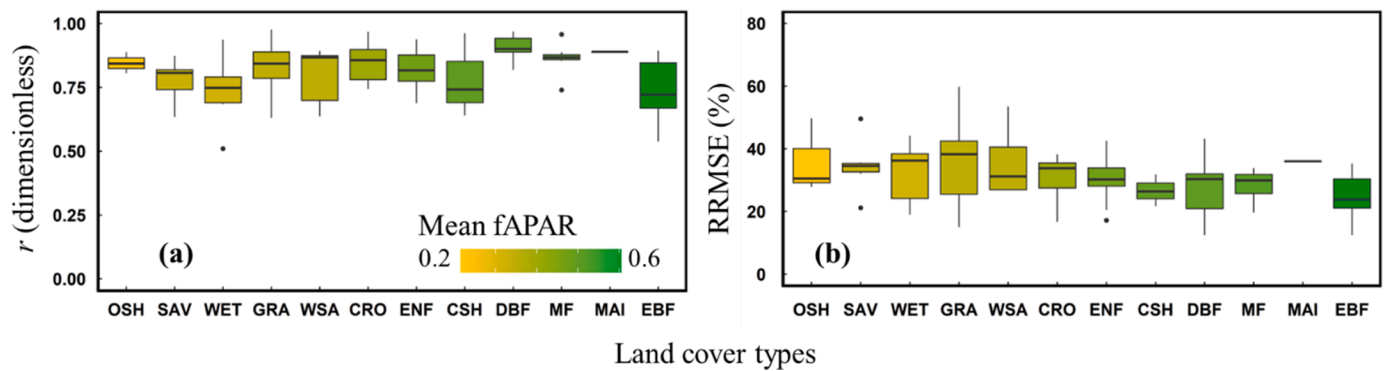 1.00
0.75
0.50
0.25
0.00
r (dimensionless)
Mean fAPAR
0.2 0.6
(a)
OSH SAV WET GRA WSA CRO ENF CSH DBF MF MAI EBF
80
60
40
20
0
RRMSE (%)
(b)
OSH SAV WET GRA WSA CRO ENF CSH DBF MF MAI EBF
Land cover types